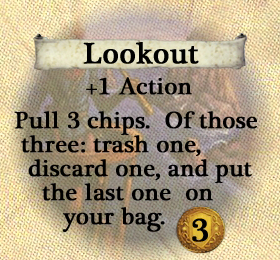 Lookout
+1 Action
Pull 3 chips. Of those
three: trash one,
discard one, and put
the last one on
your bag.
3